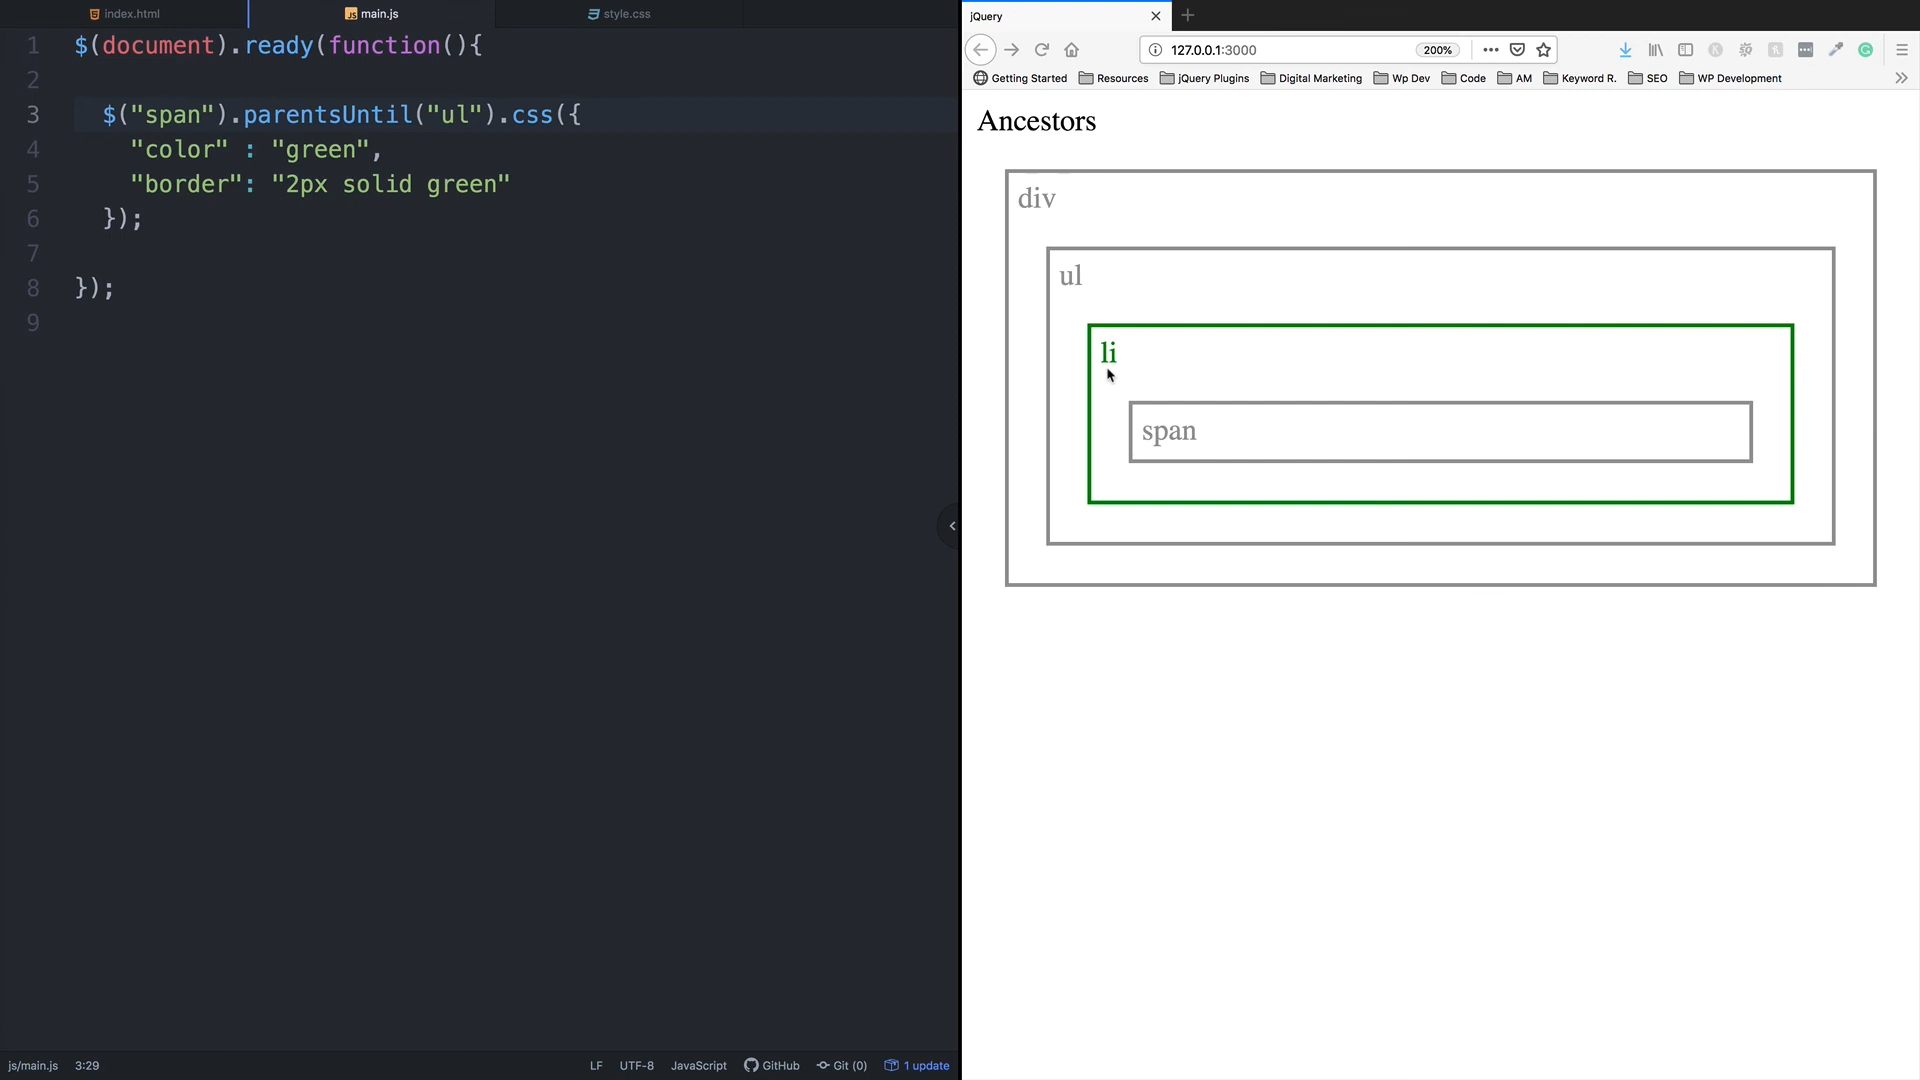 index.html
main.js
style.css
1 $(document).ready(function(){
2
3 $("span").parentsUntil("ul").css({
4 "color" : "green",
5 "border": "2px solid green"
6 });
7
8 });
9
js/main.js 3:29 LF UTF-8 JavaScript GitHub Git (0) 1 update
jQuery
127.0.0.1:3000 200%
Getting Started Resources jQuery Plugins Digital Marketing Wp Dev Code AM Keyword R. SEO WP Development
Ancestors
div
ul
li
span